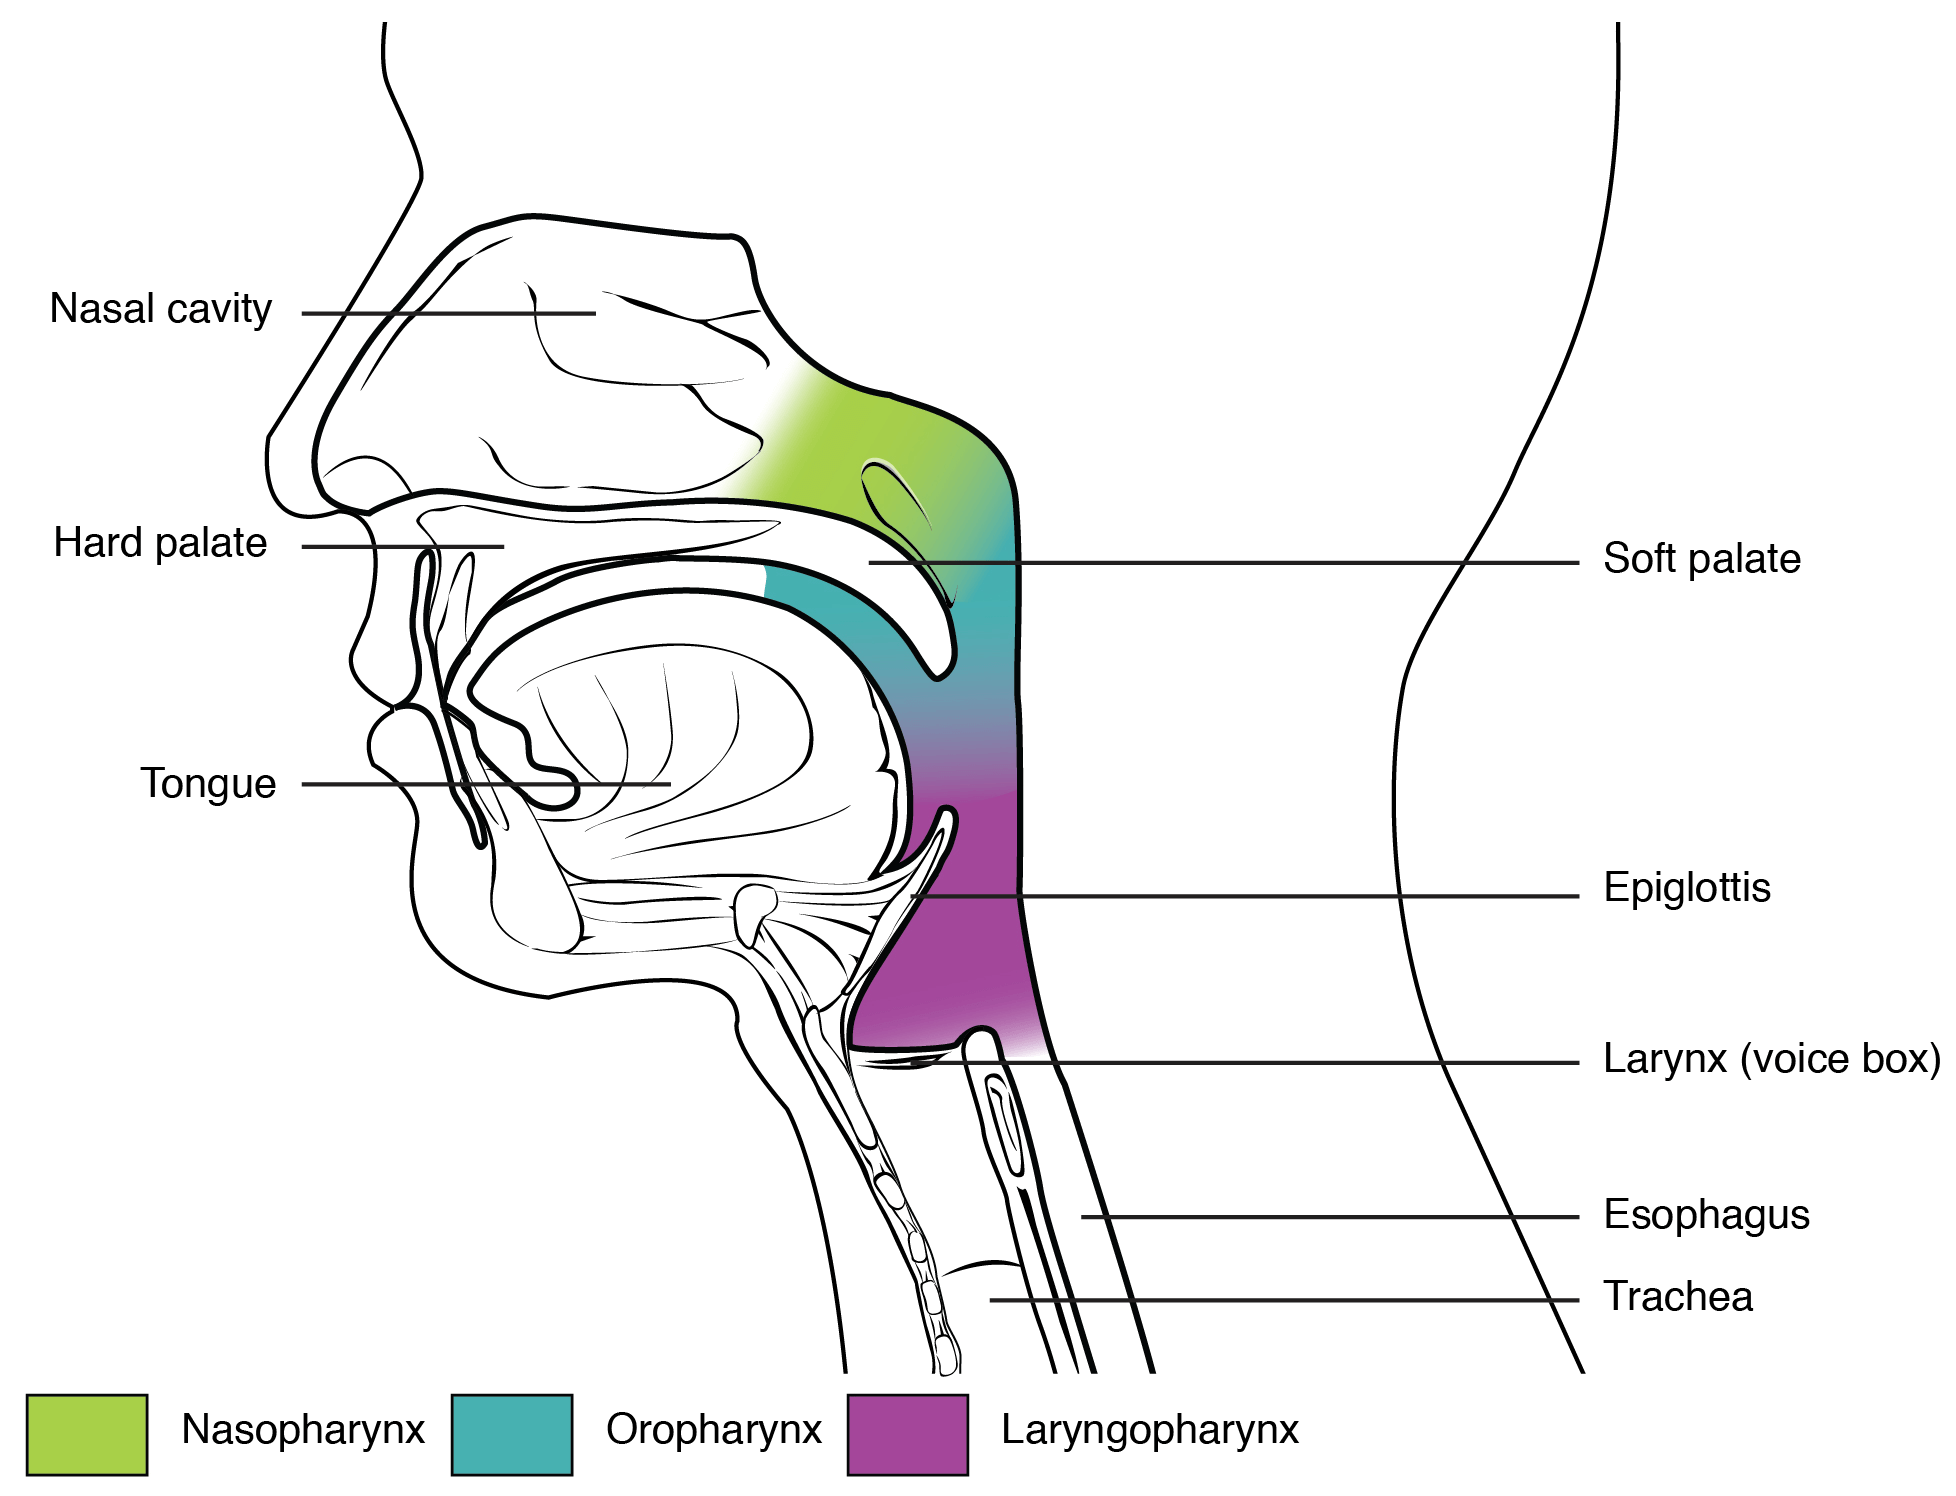 Nasal cavity
Hard palate
Soft palate
Tongue
Epiglottis
Larynx (voice box)
Esophagus
Trachea
Nasopharynx
Oropharynx
Laryngopharynx